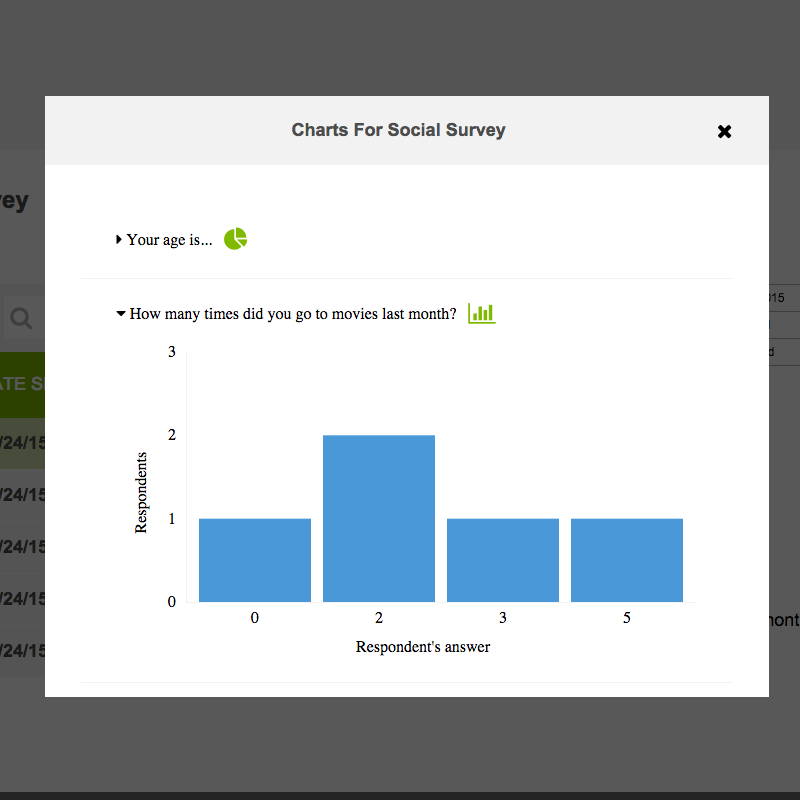 Charts For Social Survey
vey
Your age is...
015
How many times did you go to movies last month?
d
ATE S
3
/24/15
2
/24/15
Respondents
1
/24/15
/24/15
0
0 2 3 5
Respondent's answer
/24/15